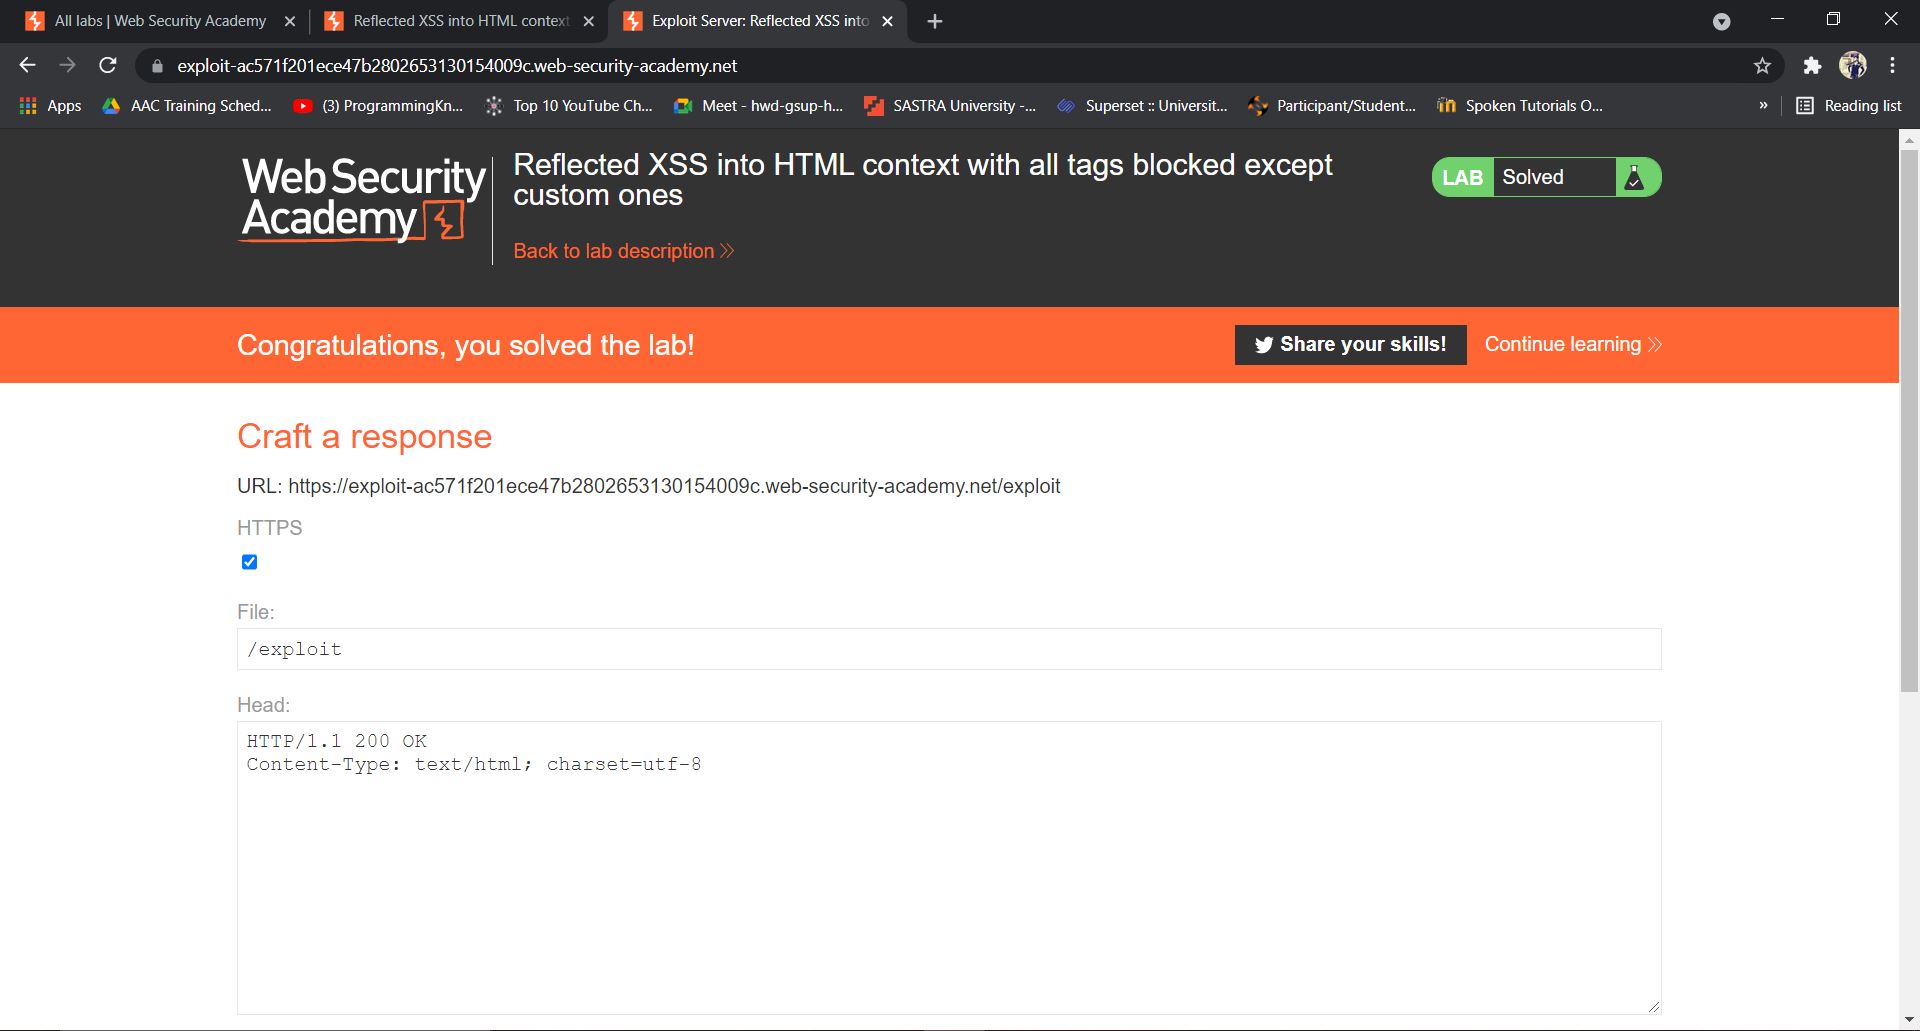 All labs | Web Security Academy
Reflected XSS into HTML context
Exploit Server: Reflected XSS into
exploit-ac571f201ece47b2802653130154009c.web-security-academy.net
Apps
AAC Training Sched...
(3) ProgrammingKn...
Top 10 YouTube Ch...
Meet - hwd-gsup-h...
SASTRA University -...
Superset :: Universit...
Participant/Student...
Spoken Tutorials O...
»
Reading list
Web Security
Academy
Reflected XSS into HTML context with all tags blocked except
custom ones
Back to lab description
LAB
Solved
Congratulations, you solved the lab!
Share your skills!
Continue learning
Craft a response
URL: https://exploit-ac571f201ece47b2802653130154009c.web-security-academy.net/exploit
HTTPS
File:
/exploit
Head:
HTTP/1.1 200 OK
Content-Type: text/html; charset=utf-8